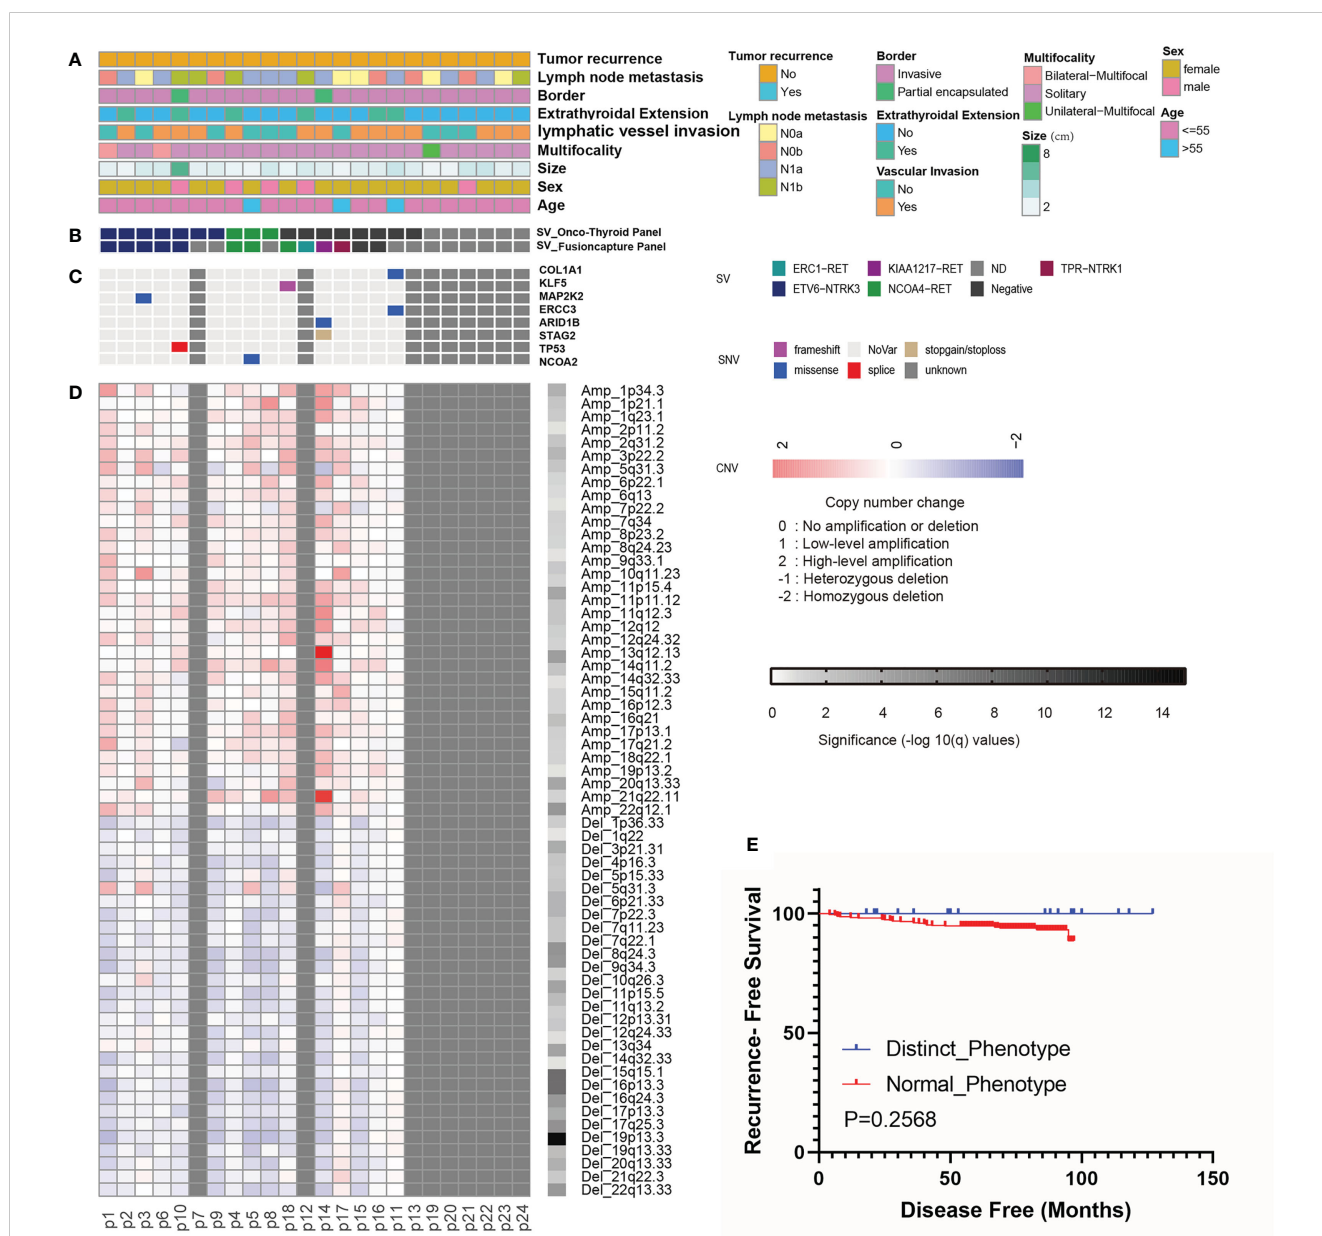 A
Tumor recurrence
Lymph node metastasis
Border
Extrathyroidal Extension
lymphatic vessel invasion
Multifocality
Size
Sex
Age
Tumor recurrence
No
Yes
Lymph node metastasis
N0a
N0b
N1a
N1b
Border
Invasive
Partial encapsulated
Extrathyroidal Extension
No
Yes
Vascular Invasion
No
Yes
Multifocality
Bilateral−Multifocal
Solitary
Unilateral−Multifocal
Size (cm)
8
2
Sex
female
male
Age
<=55
>55
B
SV_Onco-Thyroid Panel
SV_Fusioncapture Panel
C
COL1A1
KLF5
MAP2K2
ERCC3
ARID1B
STAG2
TP53
NCOA2
SV
ERC1−RET
KIAA1217−RET
ND
TPR−NTRK1
ETV6−NTRK3
NCOA4−RET
Negative
SNV
frameshift
NoVar
stopgain/stoploss
missense
splice
unknown
D
Amp_1p34.3
Amp_1p21.1
Amp_1q23.1
Amp_2p11.2
Amp_2q31.2
Amp_3p22.2
Amp_5q31.3
Amp_6p22.1
Amp_6q13
Amp_7p22.2
Amp_7q34
Amp_8p23.2
Amp_8q24.23
Amp_9q33.1
Amp_10q11.23
Amp_11p15.4
Amp_11p11.12
Amp_11q12.3
Amp_12q12
Amp_12q24.32
Amp_13q12.13
Amp_14q11.2
Amp_14q32.33
Amp_15q11.2
Amp_16p12.3
Amp_16q21
Amp_17p13.1
Amp_17q21.2
Amp_18q22.1
Amp_19p13.2
Amp_20q13.33
Amp_21q22.11
Amp_22q12.1
Del_1p36.33
Del_1q22
Del_3p21.31
Del_4p16.3
Del_5p15.33
Del_5q31.3
Del_6p21.33
Del_7p22.3
Del_7q11.23
Del_7q22.1
Del_8q24.3
Del_9q34.3
Del_10q26.3
Del_11p15.5
Del_11q13.2
Del_12p13.31
Del_12q24.33
Del_13q34
Del_14q32.33
Del_15q15.1
Del_16p13.3
Del_16q24.3
Del_17p13.3
Del_17q25.3
Del_19p13.3
Del_19q13.33
Del_20q13.33
Del_21q22.3
Del_22q13.33
p1 p2 p3 p6 p10 p7 p9 p4 p5 p8 p18 p12 p14 p17 p15 p16 p11 p13 p19 p20 p21 p22 p23 p24
2 0 −2
CNV
Copy number change
0 : No amplification or deletion
1 : Low-level amplification
2 : High-level amplification
-1 : Heterozygous deletion
-2 : Homozygous deletion
0 2 4 6 8 10 12 14
Significance (-log 10(q) values)
E
Recurrence- Free Survival
100
50
0
Distinct_Phenotype
Normal_Phenotype
P=0.2568
0 50 100 150
Disease Free (Months)